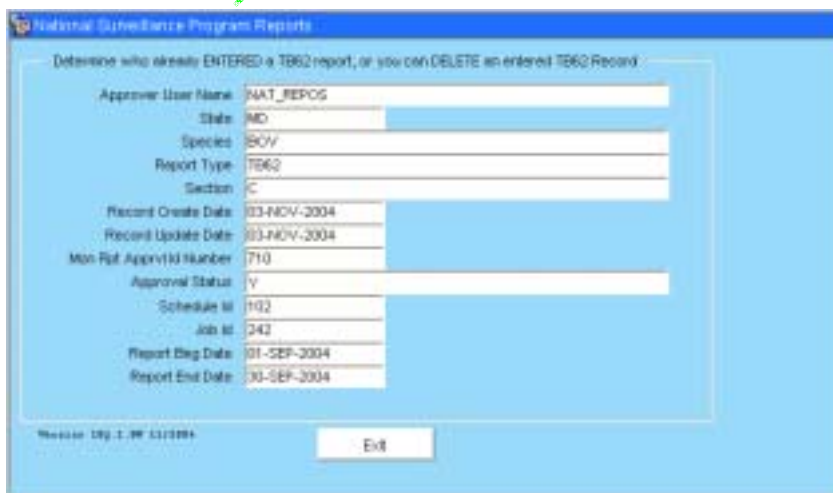 National Surveillance Program Reports
Determine who already ENTERED a TB62 report, or you can DELETE an entered TB62 Record
Approver User Name NAT_REPOS
State MD
Species BOV
Report Type TB62
Section C
Record Create Date 03-NOV-2004
Record Update Date 03-NOV-2004
Mon Rpt Apprvl Id Number 710
Approval Status Y
Schedule Id 102
Job Id 242
Report Beg Date 01-SEP-2004
Report End Date 30-SEP-2004
Version
Exit